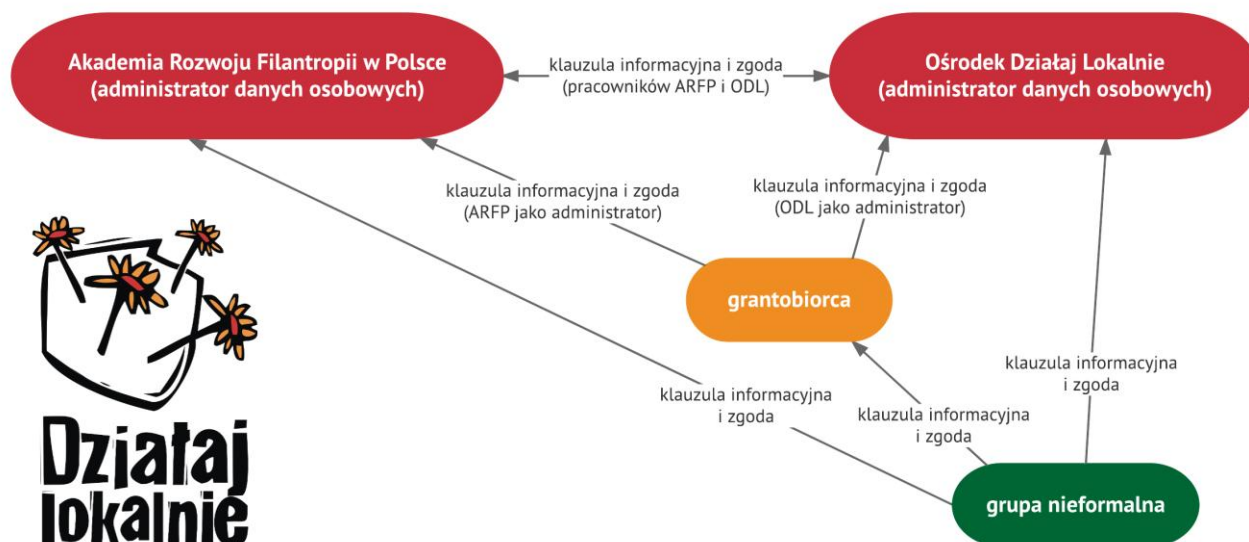 Akademia Rozwoju Filantropii w Polsce
(administrator danych osobowych)
klauzula informacyjna i zgoda
(pracowników ARFP i ODL)
Ośrodek Działaj Lokalnie
(administrator danych osobowych)
klauzula informacyjna i zgoda
(ARFP jako administrator)
klauzula informacyjna i zgoda
(ODL jako administrator)
grantobiorca
klauzula informacyjna
i zgoda
klauzula informacyjna
i zgoda
klauzula informacyjna
i zgoda
grupa nieformalna
Działaj
lokalnie